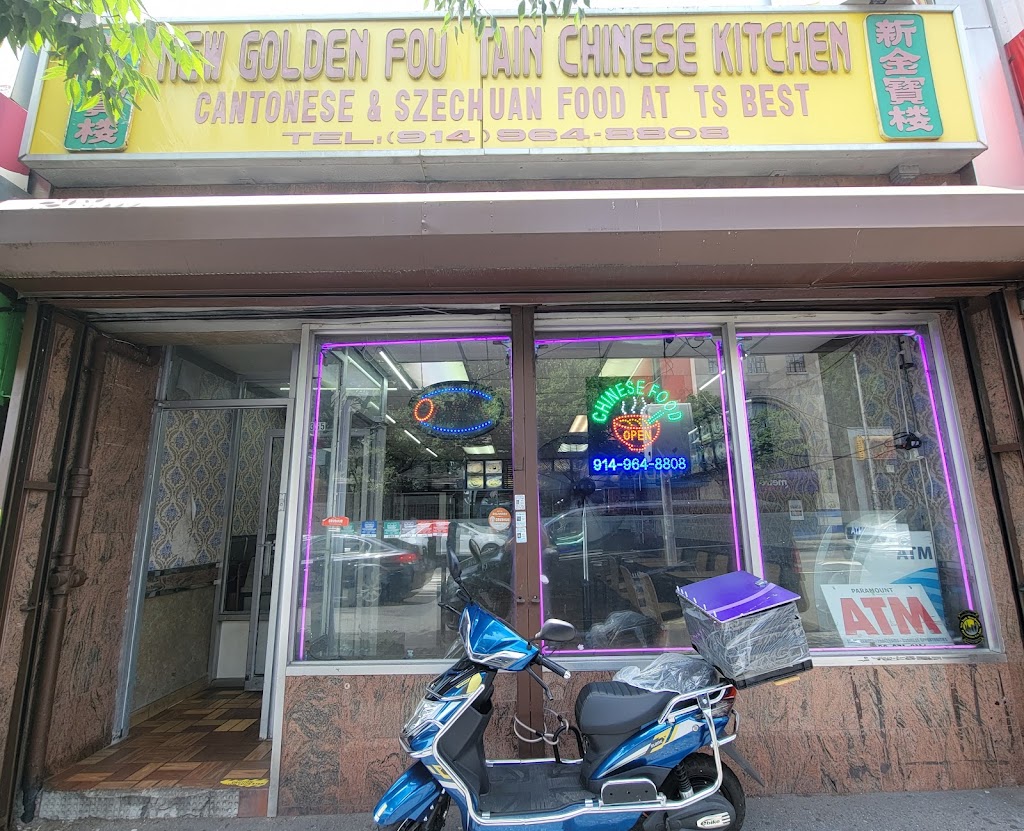 NEW GOLDEN FOU TAIN CHINESE KITCHEN
CANTONESE & SZECHUAN FOOD AT TS BEST
TEL:(914)964-8808
新金寶楼
楼
CHINESE FOOD
OPEN
914-964-8808
ATM
PARAMOUNT
ATM